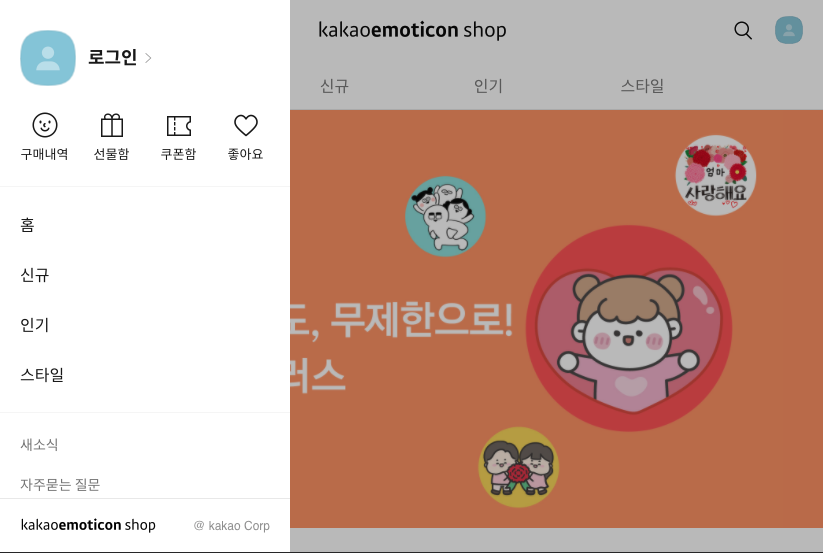 로그인
구매내역 선물함 쿠폰함 좋아요
홈
신규
인기
스타일
새소식
자주묻는 질문
kakaoemoticon shop
@ kakao Corp
kakaoemoticon shop
신규 인기 스타일
엄마
사랑해요
도, 무제한으로!
러스